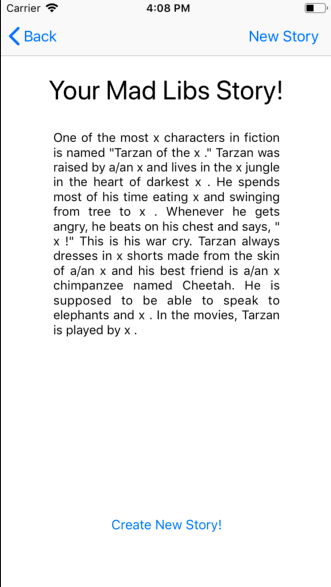 Carrier 4:08 PM
Back New Story
Your Mad Libs Story!
One of the most x characters in fiction
is named "Tarzan of the x ." Tarzan was
raised by a/an x and lives in the x jungle
in the heart of darkest x . He spends
most of his time eating x and swinging
from tree to x . Whenever he gets
angry, he beats on his chest and says, "
x !" This is his war cry. Tarzan always
dresses in x shorts made from the skin
of a/an x and his best friend is a/an x
chimpanzee named Cheetah. He is
supposed to be able to speak to
elephants and x . In the movies, Tarzan
is played by x .
Create New Story!